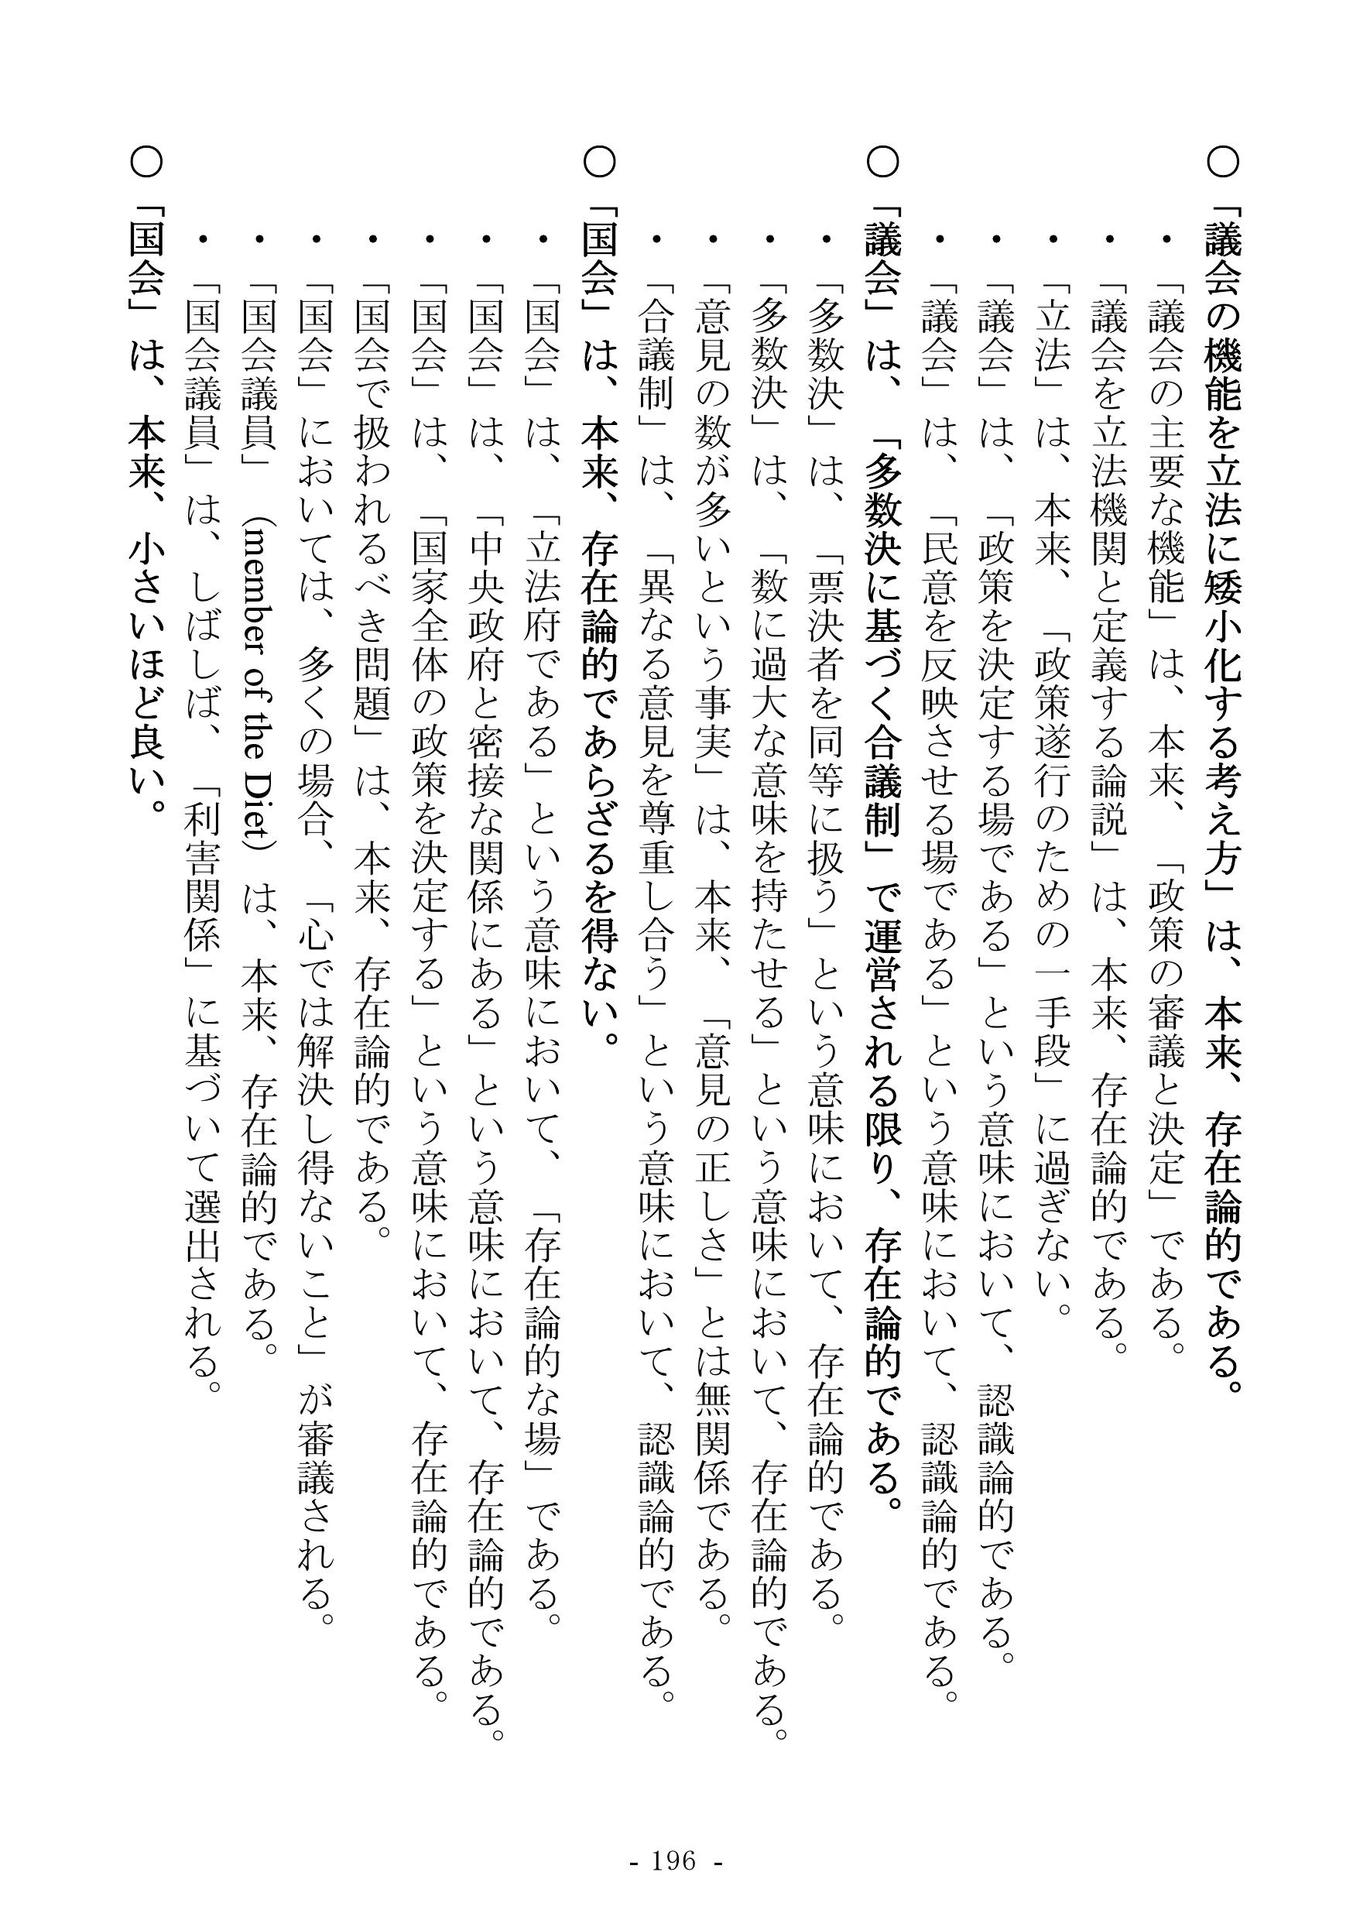 ○「議会の機能を立法に矮小化する考え方」は、本来、存在論的である。
・「議会の主要な機能」は、本来、「政策の審議と決定」である。
・「議会を立法機関と定義する論説」は、本来、存在論的である。
・「立法」は、本来、「政策遂行のための一手段」に過ぎない。
・「議会」は、「政策を決定する場である」という意味において、認識論的である。
・「議会」は、「民意を反映させる場である」という意味において、認識論的である。
○「議会」は、「多数決に基づく合議制」で運営される限り、存在論的である。
・「多数決」は、「票決者を同等に扱う」という意味において、存在論的である。
・「多数決」は、「数に過大な意味を持たせる」という意味において、存在論的である。
・「意見の数が多いという事実」は、本来、「意見の正しさ」とは無関係である。
・「合議制」は、「異なる意見を尊重し合う」という意味において、認識論的である。
○「国会」は、本来、存在論的であらざるを得ない。
・「国会」は、「立法府である」という意味において、「存在論的な場」である。
・「国会」は、「中央政府と密接な関係にある」という意味において、存在論的である。
・「国会」は、「国家全体の政策を決定する」という意味において、存在論的である。
・「国会で扱われるべき問題」は、本来、存在論的である。
・「国会」においては、多くの場合、「心では解決し得ないこと」が審議される。
・「国会議員」（member of the Diet）は、本来、存在論的である。
・「国会議員」は、しばしば、「利害関係」に基づいて選出される。
○「国会」は、本来、小さいほど良い。
- 196 -